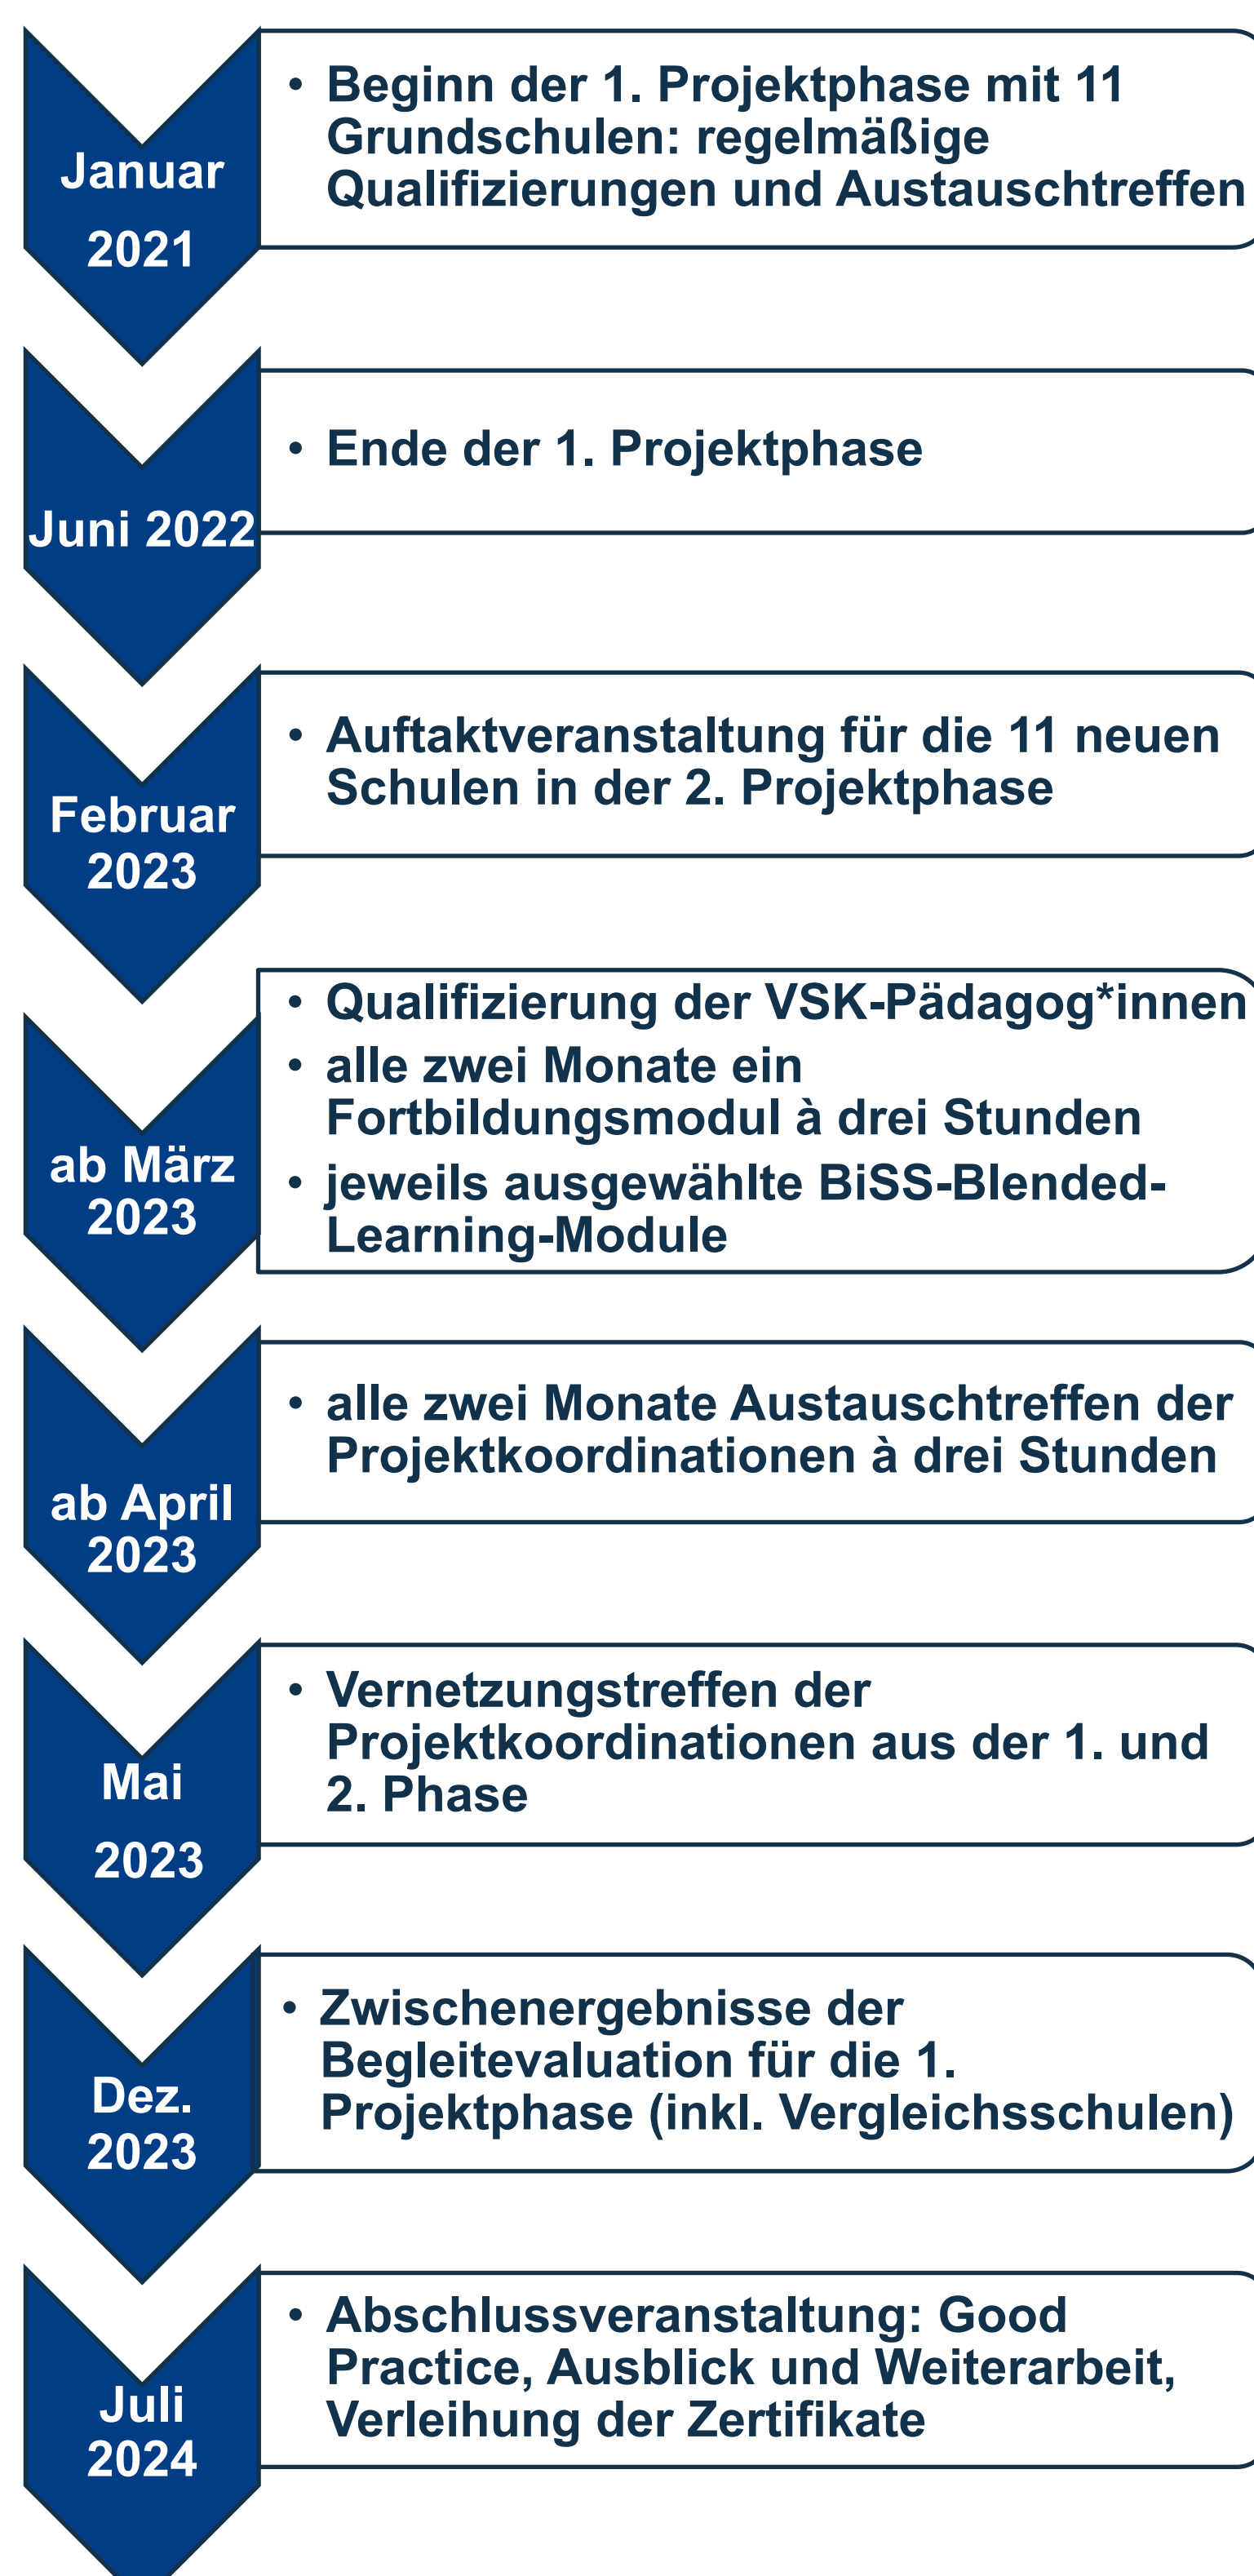 Januar
2021
• Beginn der 1. Projektphase mit 11
Grundschulen: regelmäßige
Qualifizierungen und Austauschtreffen
Juni 2022
• Ende der 1. Projektphase
Februar
2023
• Auftaktveranstaltung für die 11 neuen
Schulen in der 2. Projektphase
ab März
2023
• Qualifizierung der VSK-Pädagog*innen
• alle zwei Monate ein
Fortbildungsmodul à drei Stunden
• jeweils ausgewählte BiSS-Blended-
Learning-Module
ab April
2023
• alle zwei Monate Austauschtreffen der
Projektkoordinationen à drei Stunden
Mai
2023
• Vernetzungstreffen der
Projektkoordinationen aus der 1. und
2. Phase
Dez.
2023
• Zwischenergebnisse der
Begleitevaluation für die 1.
Projektphase (inkl. Vergleichsschulen)
Juli
2024
• Abschlussveranstaltung: Good
Practice, Ausblick und Weiterarbeit,
Verleihung der Zertifikate